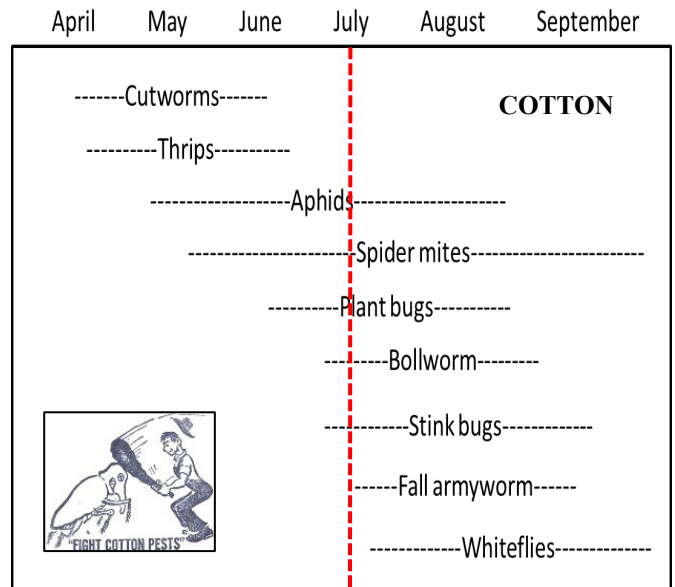 April May June July August September
COTTON
-------Cutworms-------
----------Thrips-----------
--------------------Aphids----------------------
------------------------Spider mites-------------------------
----------Plant bugs-----------
---------Bollworm---------
------------Stink bugs-------------
------Fall armyworm------
-------------Whiteflies--------------
"FIGHT COTTON PESTS"